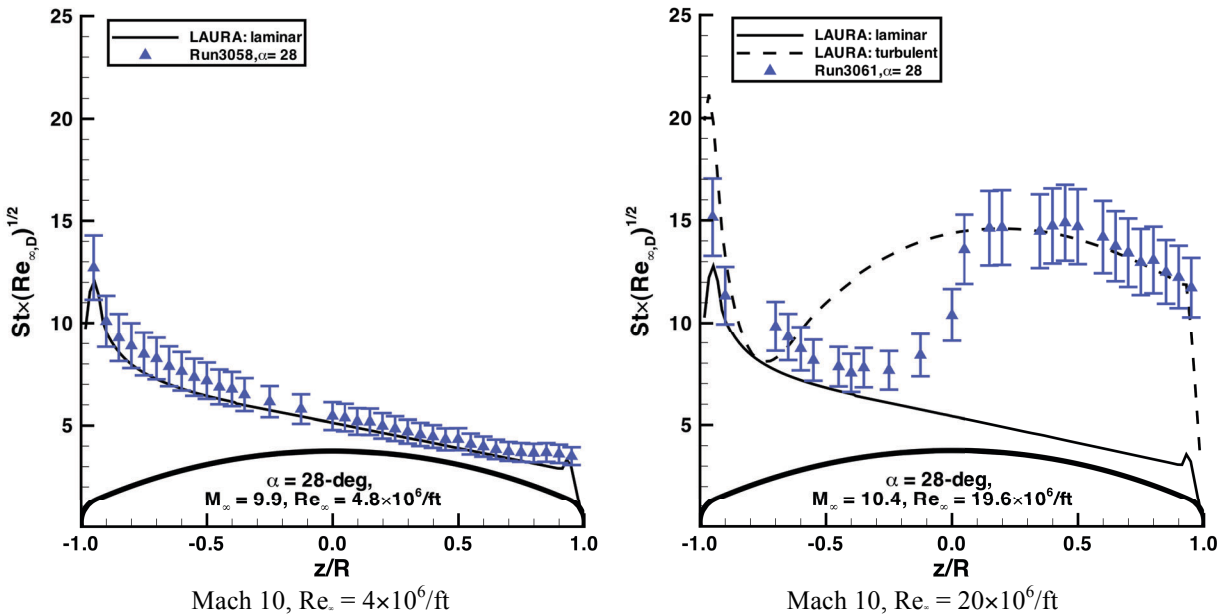 LAURA: laminar
Run3058,α= 28
St×(Re∞,D)1/2
25
20
15
10
5
α = 28-deg,
M∞ = 9.9, Re∞ = 4.8×10⁶/ft
-1.0 -0.5 0.0 0.5 1.0
z/R
Mach 10, Re∞ = 4×10⁶/ft
LAURA: laminar
LAURA: turbulent
Run3061,α= 28
St×(Re∞,D)1/2
25
20
15
10
5
α = 28-deg,
M∞ = 10.4, Re∞ = 19.6×10⁶/ft
-1.0 -0.5 0.0 0.5 1.0
z/R
Mach 10, Re∞ = 20×10⁶/ft